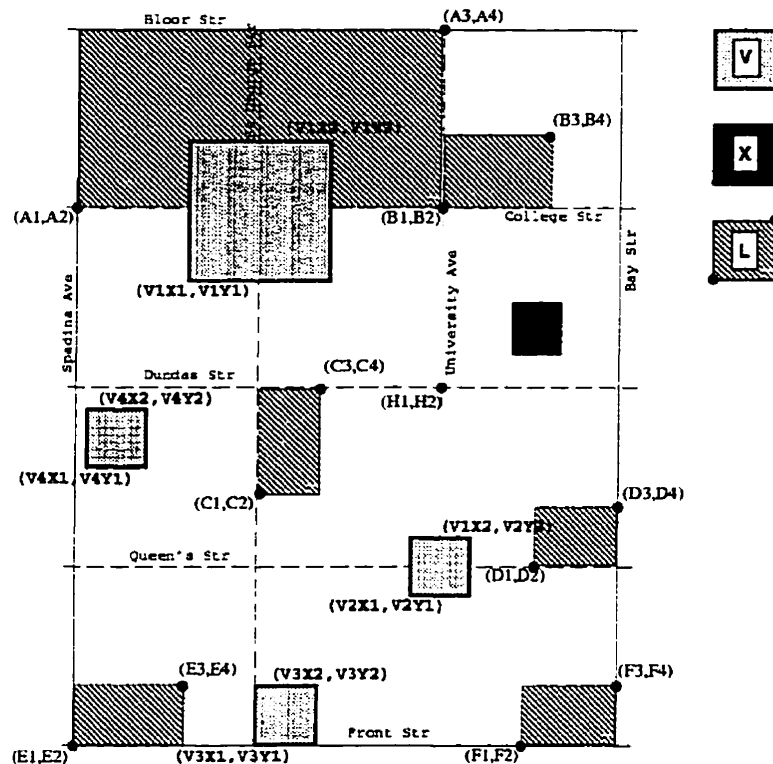 (A3,A4)
Bloor Str
V
(B3,B4)
X
(A1,A2)
(B1,B2)
College Str
L
Spadina Ave
University Ave
Bay Str
(V1X1,V1Y1)
(C3,C4)
Dundas Str
(H1,H2)
(V4X2,V4Y2)
(V4X1,V4Y1)
(C1,C2)
(D3,D4)
(V1X2,V2Y2)
Queen's Str
(D1,D2)
(V2X1,V2Y1)
(E3,E4)
(V3X2,V3Y2)
(F3,F4)
Front Str
(E1,E2)
(V3X1,V3Y1)
(F1,F2)